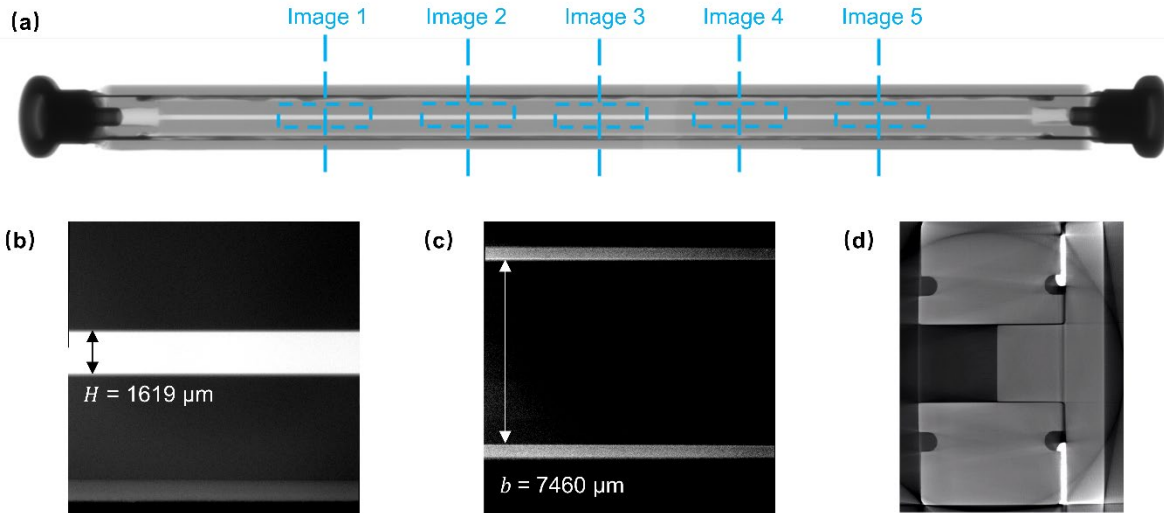 (a)
Image 1
Image 2
Image 3
Image 4
Image 5
(b)
H = 1619 μm
(c)
b = 7460 μm
(d)